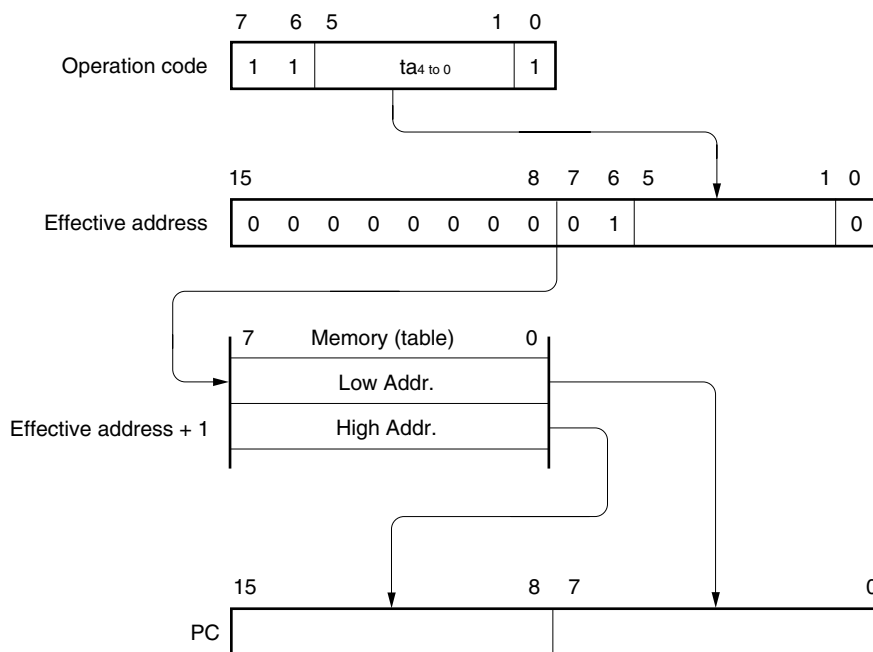 7 6 5 1 0
Operation code 1 1 ta4 to 0 1
15 8 7 6 5 1 0
Effective address 0 0 0 0 0 0 0 0 0 1 0
7 Memory (table) 0
Low Addr.
Effective address + 1 High Addr.
15 8 7 0
PC